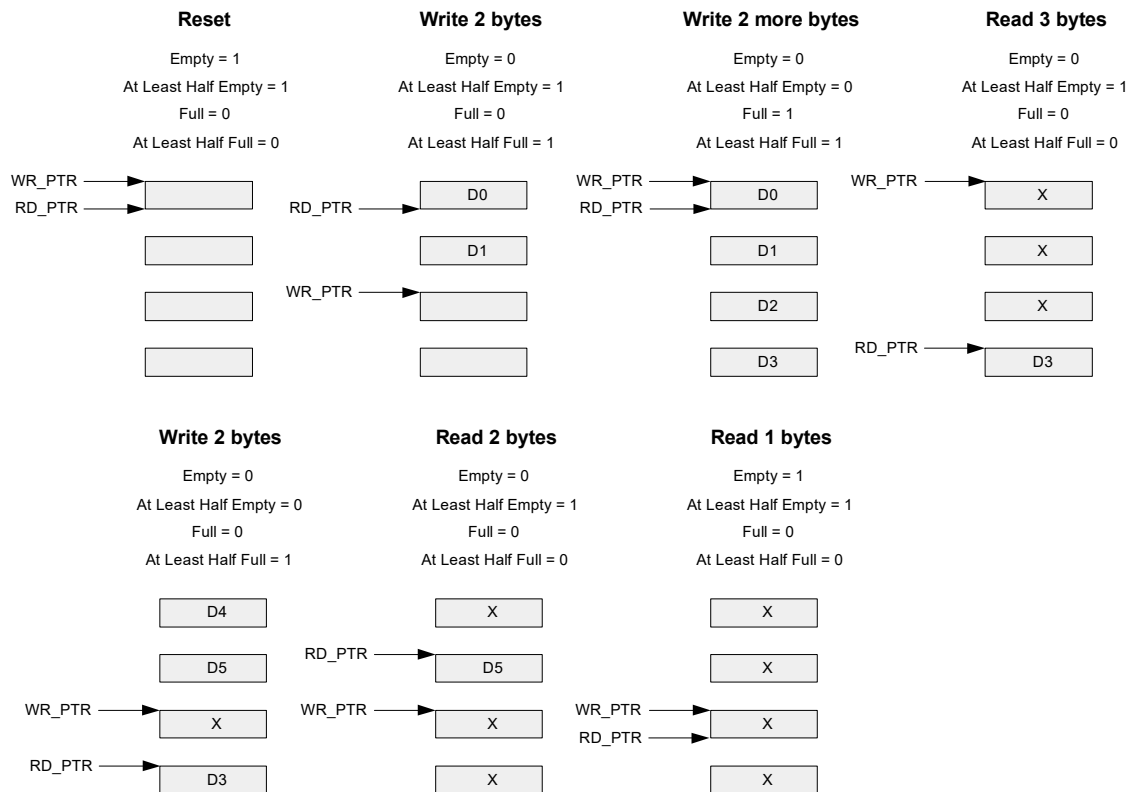 Reset
Empty = 1
At Least Half Empty = 1
Full = 0
At Least Half Full = 0
WR_PTR
RD_PTR
Write 2 bytes
Empty = 0
At Least Half Empty = 1
Full = 0
At Least Half Full = 1
D0
RD_PTR
D1
WR_PTR
Write 2 more bytes
Empty = 0
At Least Half Empty = 0
Full = 1
At Least Half Full = 1
WR_PTR
D0
RD_PTR
D1
D2
D3
Read 3 bytes
Empty = 0
At Least Half Empty = 1
Full = 0
At Least Half Full = 0
WR_PTR
X
X
X
RD_PTR
D3
Write 2 bytes
Empty = 0
At Least Half Empty = 0
Full = 0
At Least Half Full = 1
D4
D5
WR_PTR
X
RD_PTR
D3
Read 2 bytes
Empty = 0
At Least Half Empty = 1
Full = 0
At Least Half Full = 0
X
RD_PTR
D5
WR_PTR
X
X
Read 1 bytes
Empty = 1
At Least Half Empty = 1
Full = 0
At Least Half Full = 0
X
X
WR_PTR
X
RD_PTR
X